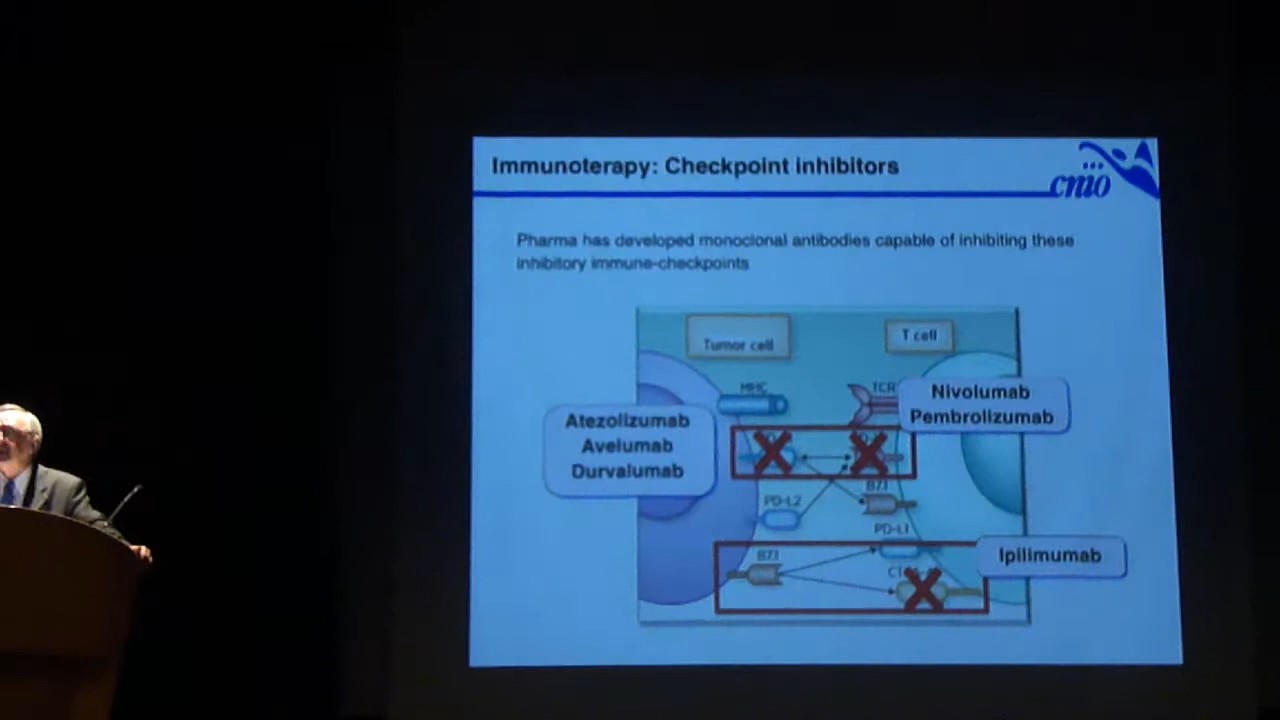 Immunoterapy: Checkpoint inhibitors
cnio
Pharma has developed monoclonal antibodies capable of inhibiting these
inhibitory immune-checkpoints
Tumor cell
T cell
MHC
TCR
Nivolumab
Pembrolizumab
Atezolizumab
Avelumab
Durvalumab
B7.1
PD-L2
PD-L1
B7.1
Ipilimumab